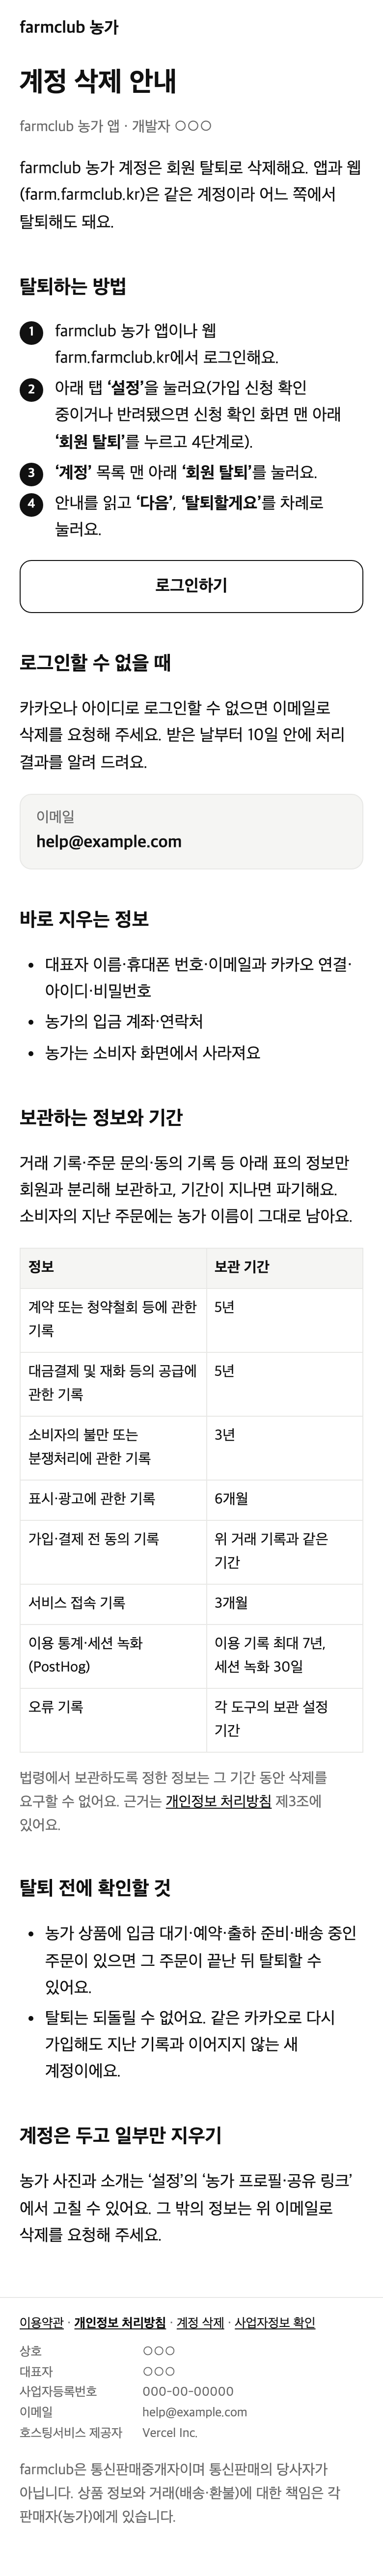 farmclub 농가
계정 삭제 안내
farmclub 농가 앱 · 개발자 ○○○
farmclub 농가 계정은 회원 탈퇴로 삭제해요. 앱과 웹
(farm.farmclub.kr)은 같은 계정이라 어느 쪽에서
탈퇴해도 돼요.
탈퇴하는 방법
1 farmclub 농가 앱이나 웹
farm.farmclub.kr에서 로그인해요.
2 아래 탭 ‘설정’을 눌러요(가입 신청 확인
중이거나 반려됐으면 신청 확인 화면 맨 아래
‘회원 탈퇴’를 누르고 4단계로).
3 ‘계정’ 목록 맨 아래 ‘회원 탈퇴’를 눌러요.
4 안내를 읽고 ‘다음’, ‘탈퇴할게요’를 차례로
눌러요.
로그인하기
로그인할 수 없을 때
카카오나 아이디로 로그인할 수 없으면 이메일로
삭제를 요청해 주세요. 받은 날부터 10일 안에 처리
결과를 알려 드려요.
이메일
help@example.com
바로 지우는 정보
• 대표자 이름·휴대폰 번호·이메일과 카카오 연결·
아이디·비밀번호
• 농가의 입금 계좌·연락처
• 농가는 소비자 화면에서 사라져요
보관하는 정보와 기간
거래 기록·주문 문의·동의 기록 등 아래 표의 정보만
회원과 분리해 보관하고, 기간이 지나면 파기해요.
소비자의 지난 주문에는 농가 이름이 그대로 남아요.
정보 보관 기간
계약 또는 청약철회 등에 관한 5년
기록
대금결제 및 재화 등의 공급에 5년
관한 기록
소비자의 불만 또는 3년
분쟁처리에 관한 기록
표시·광고에 관한 기록 6개월
가입·결제 전 동의 기록 위 거래 기록과 같은
기간
서비스 접속 기록 3개월
이용 통계·세션 녹화 이용 기록 최대 7년,
(PostHog) 세션 녹화 30일
오류 기록 각 도구의 보관 설정
기간
법령에서 보관하도록 정한 정보는 그 기간 동안 삭제를
요구할 수 없어요. 근거는 개인정보 처리방침 제3조에
있어요.
탈퇴 전에 확인할 것
• 농가 상품에 입금 대기·예약·출하 준비·배송 중인
주문이 있으면 그 주문이 끝난 뒤 탈퇴할 수
있어요.
• 탈퇴는 되돌릴 수 없어요. 같은 카카오로 다시
가입해도 지난 기록과 이어지지 않는 새
계정이에요.
계정은 두고 일부만 지우기
농가 사진과 소개는 ‘설정’의 ‘농가 프로필·공유 링크’
에서 고칠 수 있어요. 그 밖의 정보는 위 이메일로
삭제를 요청해 주세요.
이용약관 · 개인정보 처리방침 · 계정 삭제 · 사업자정보 확인
상호 ○○○
대표자 ○○○
사업자등록번호 000-00-00000
이메일 help@example.com
호스팅서비스 제공자 Vercel Inc.
farmclub은 통신판매중개자이며 통신판매의 당사자가
아닙니다. 상품 정보와 거래(배송·환불)에 대한 책임은 각
판매자(농가)에게 있습니다.